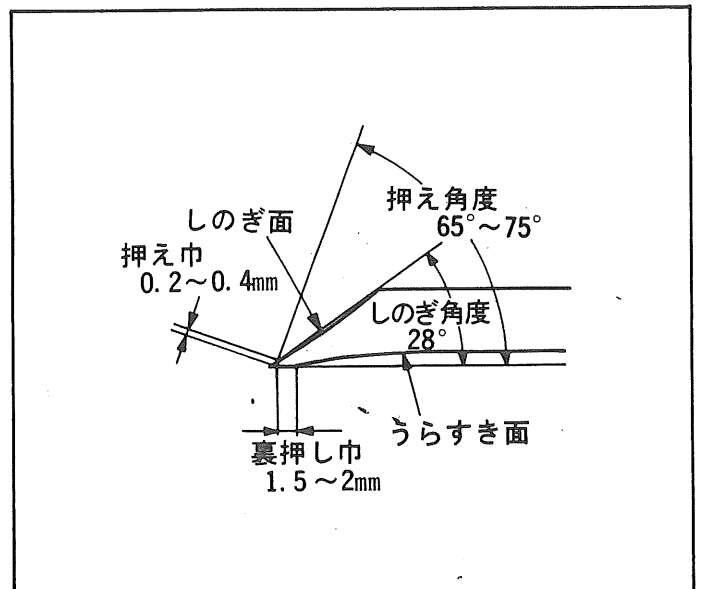 押え角度
65°～75°
しのぎ面
押え巾
0.2～0.4mm
しのぎ角度
28°
うらすき面
裏押し巾
1.5～2mm